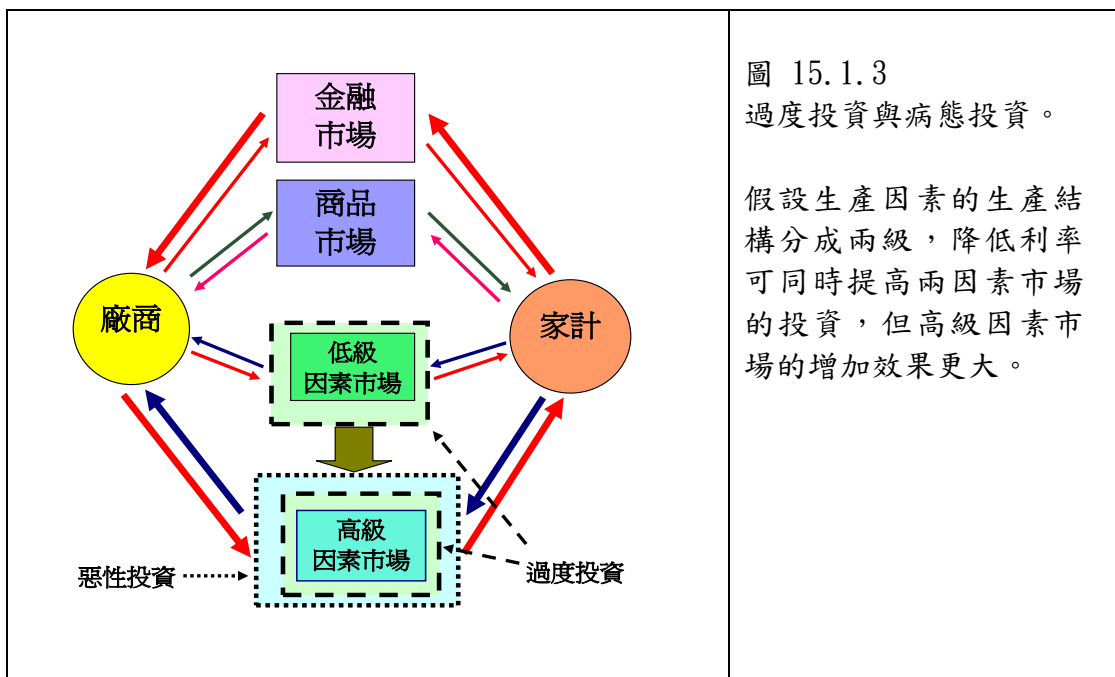 金融
市場
商品
市場
廠商
家計
低級
因素市場
高級
因素市場
惡性投資
過度投資
圖 15.1.3
過度投資與病態投資。
假設生產因素的生產結
構分成兩級，降低利率
可同時提高兩因素市場
的投資，但高級因素市
場的增加效果更大。